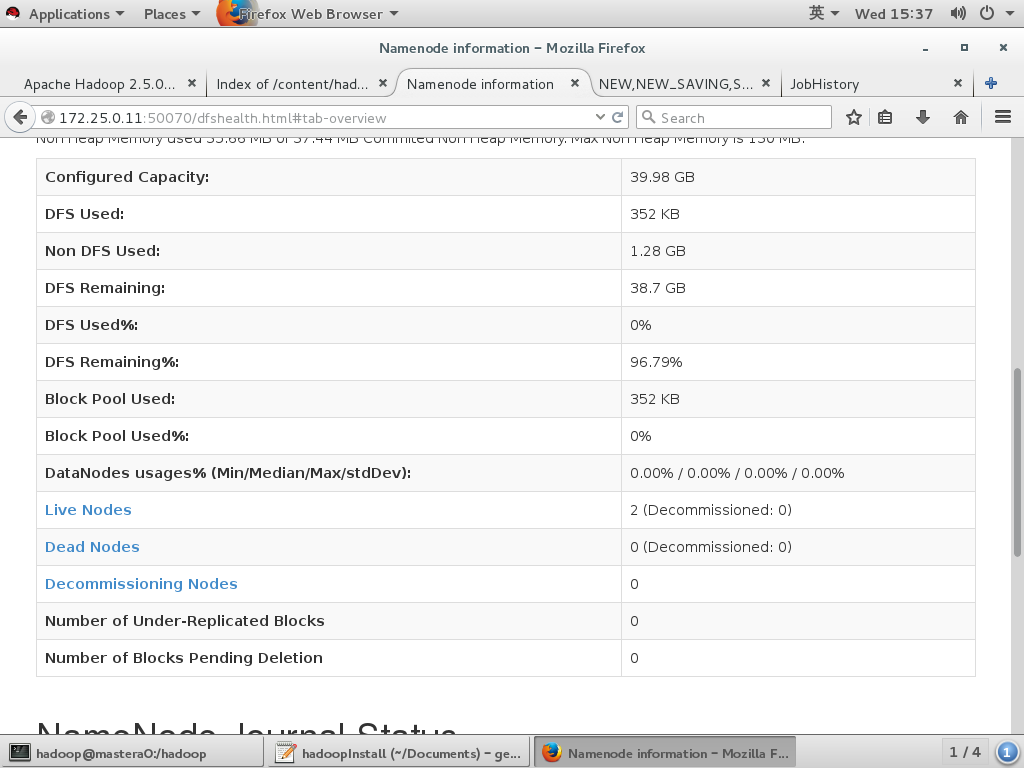 Applications Places Firefox Web Browser 英 Wed 15:37
Namenode information - Mozilla Firefox
Apache Hadoop 2.5.0... Index of /content/had... Namenode information NEW,NEW_SAVING,S... JobHistory
172.25.0.11:50070/dfshealth.html#tab-overview Search
Non Heap Memory used 35.66 MB of 37.44 MB Commited Non Heap Memory. Max Non Heap Memory is 130 MB.
Configured Capacity: 39.98 GB
DFS Used: 352 KB
Non DFS Used: 1.28 GB
DFS Remaining: 38.7 GB
DFS Used%: 0%
DFS Remaining%: 96.79%
Block Pool Used: 352 KB
Block Pool Used%: 0%
DataNodes usages% (Min/Median/Max/stdDev): 0.00% / 0.00% / 0.00% / 0.00%
Live Nodes 2 (Decommissioned: 0)
Dead Nodes 0 (Decommissioned: 0)
Decommissioning Nodes 0
Number of Under-Replicated Blocks 0
Number of Blocks Pending Deletion 0
NameNode Journal Status
hadoop@mastera0:/hadoop hadoopInstall (~/Documents) - ge... Namenode information - Mozilla F... 1 / 4 1